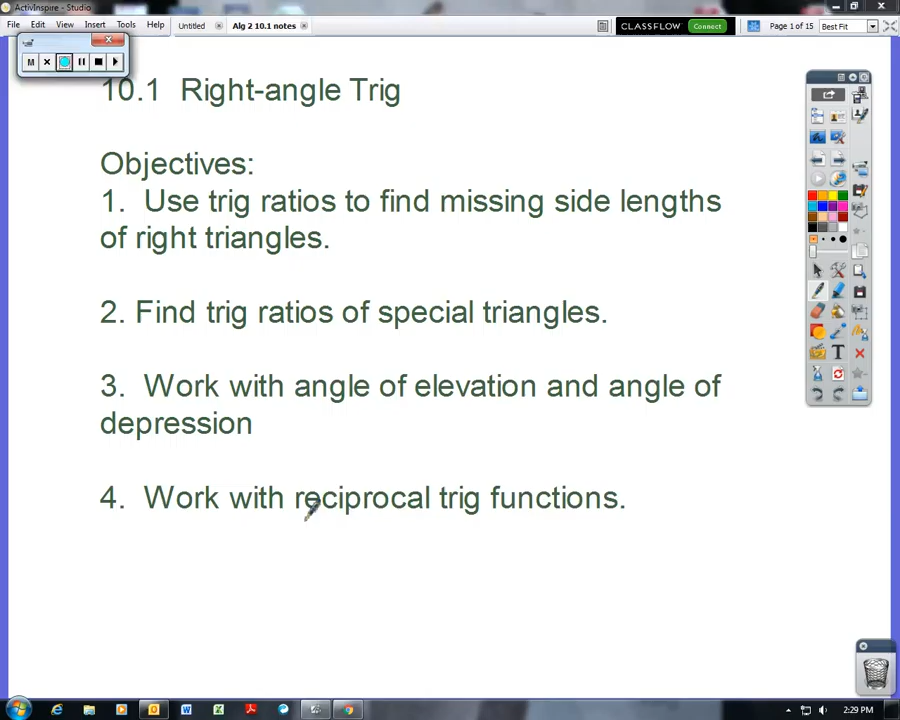 ActivInspire - Studio
File Edit View Insert Tools Help
Untitled
Alg 2 10.1 notes
CLASSFLOW
Connect
Page 1 of 15
Best Fit
M
10.1 Right-angle Trig
Objectives:
1. Use trig ratios to find missing side lengths
of right triangles.
2. Find trig ratios of special triangles.
3. Work with angle of elevation and angle of
depression
4. Work with reciprocal trig functions.
T
2:29 PM